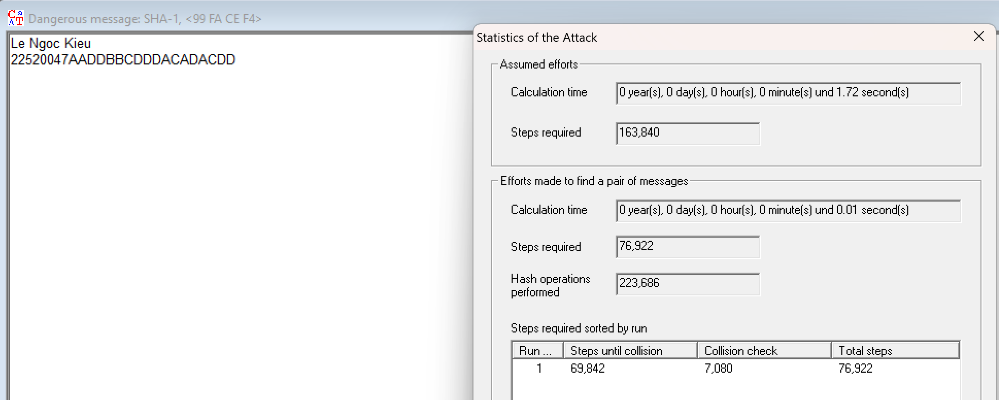 Dangerous message: SHA-1, <99 FA CE F4>
Le Ngoc Kieu
22520047AADDBBCDDDACADACDD
Statistics of the Attack
Assumed efforts
Calculation time 0 year(s), 0 day(s), 0 hour(s), 0 minute(s) und 1.72 second(s)
Steps required 163,840
Efforts made to find a pair of messages
Calculation time 0 year(s), 0 day(s), 0 hour(s), 0 minute(s) und 0.01 second(s)
Steps required 76,922
Hash operations
performed 223,686
Steps required sorted by run
Run ... Steps until collision Collision check Total steps
1 69,842 7,080 76,922